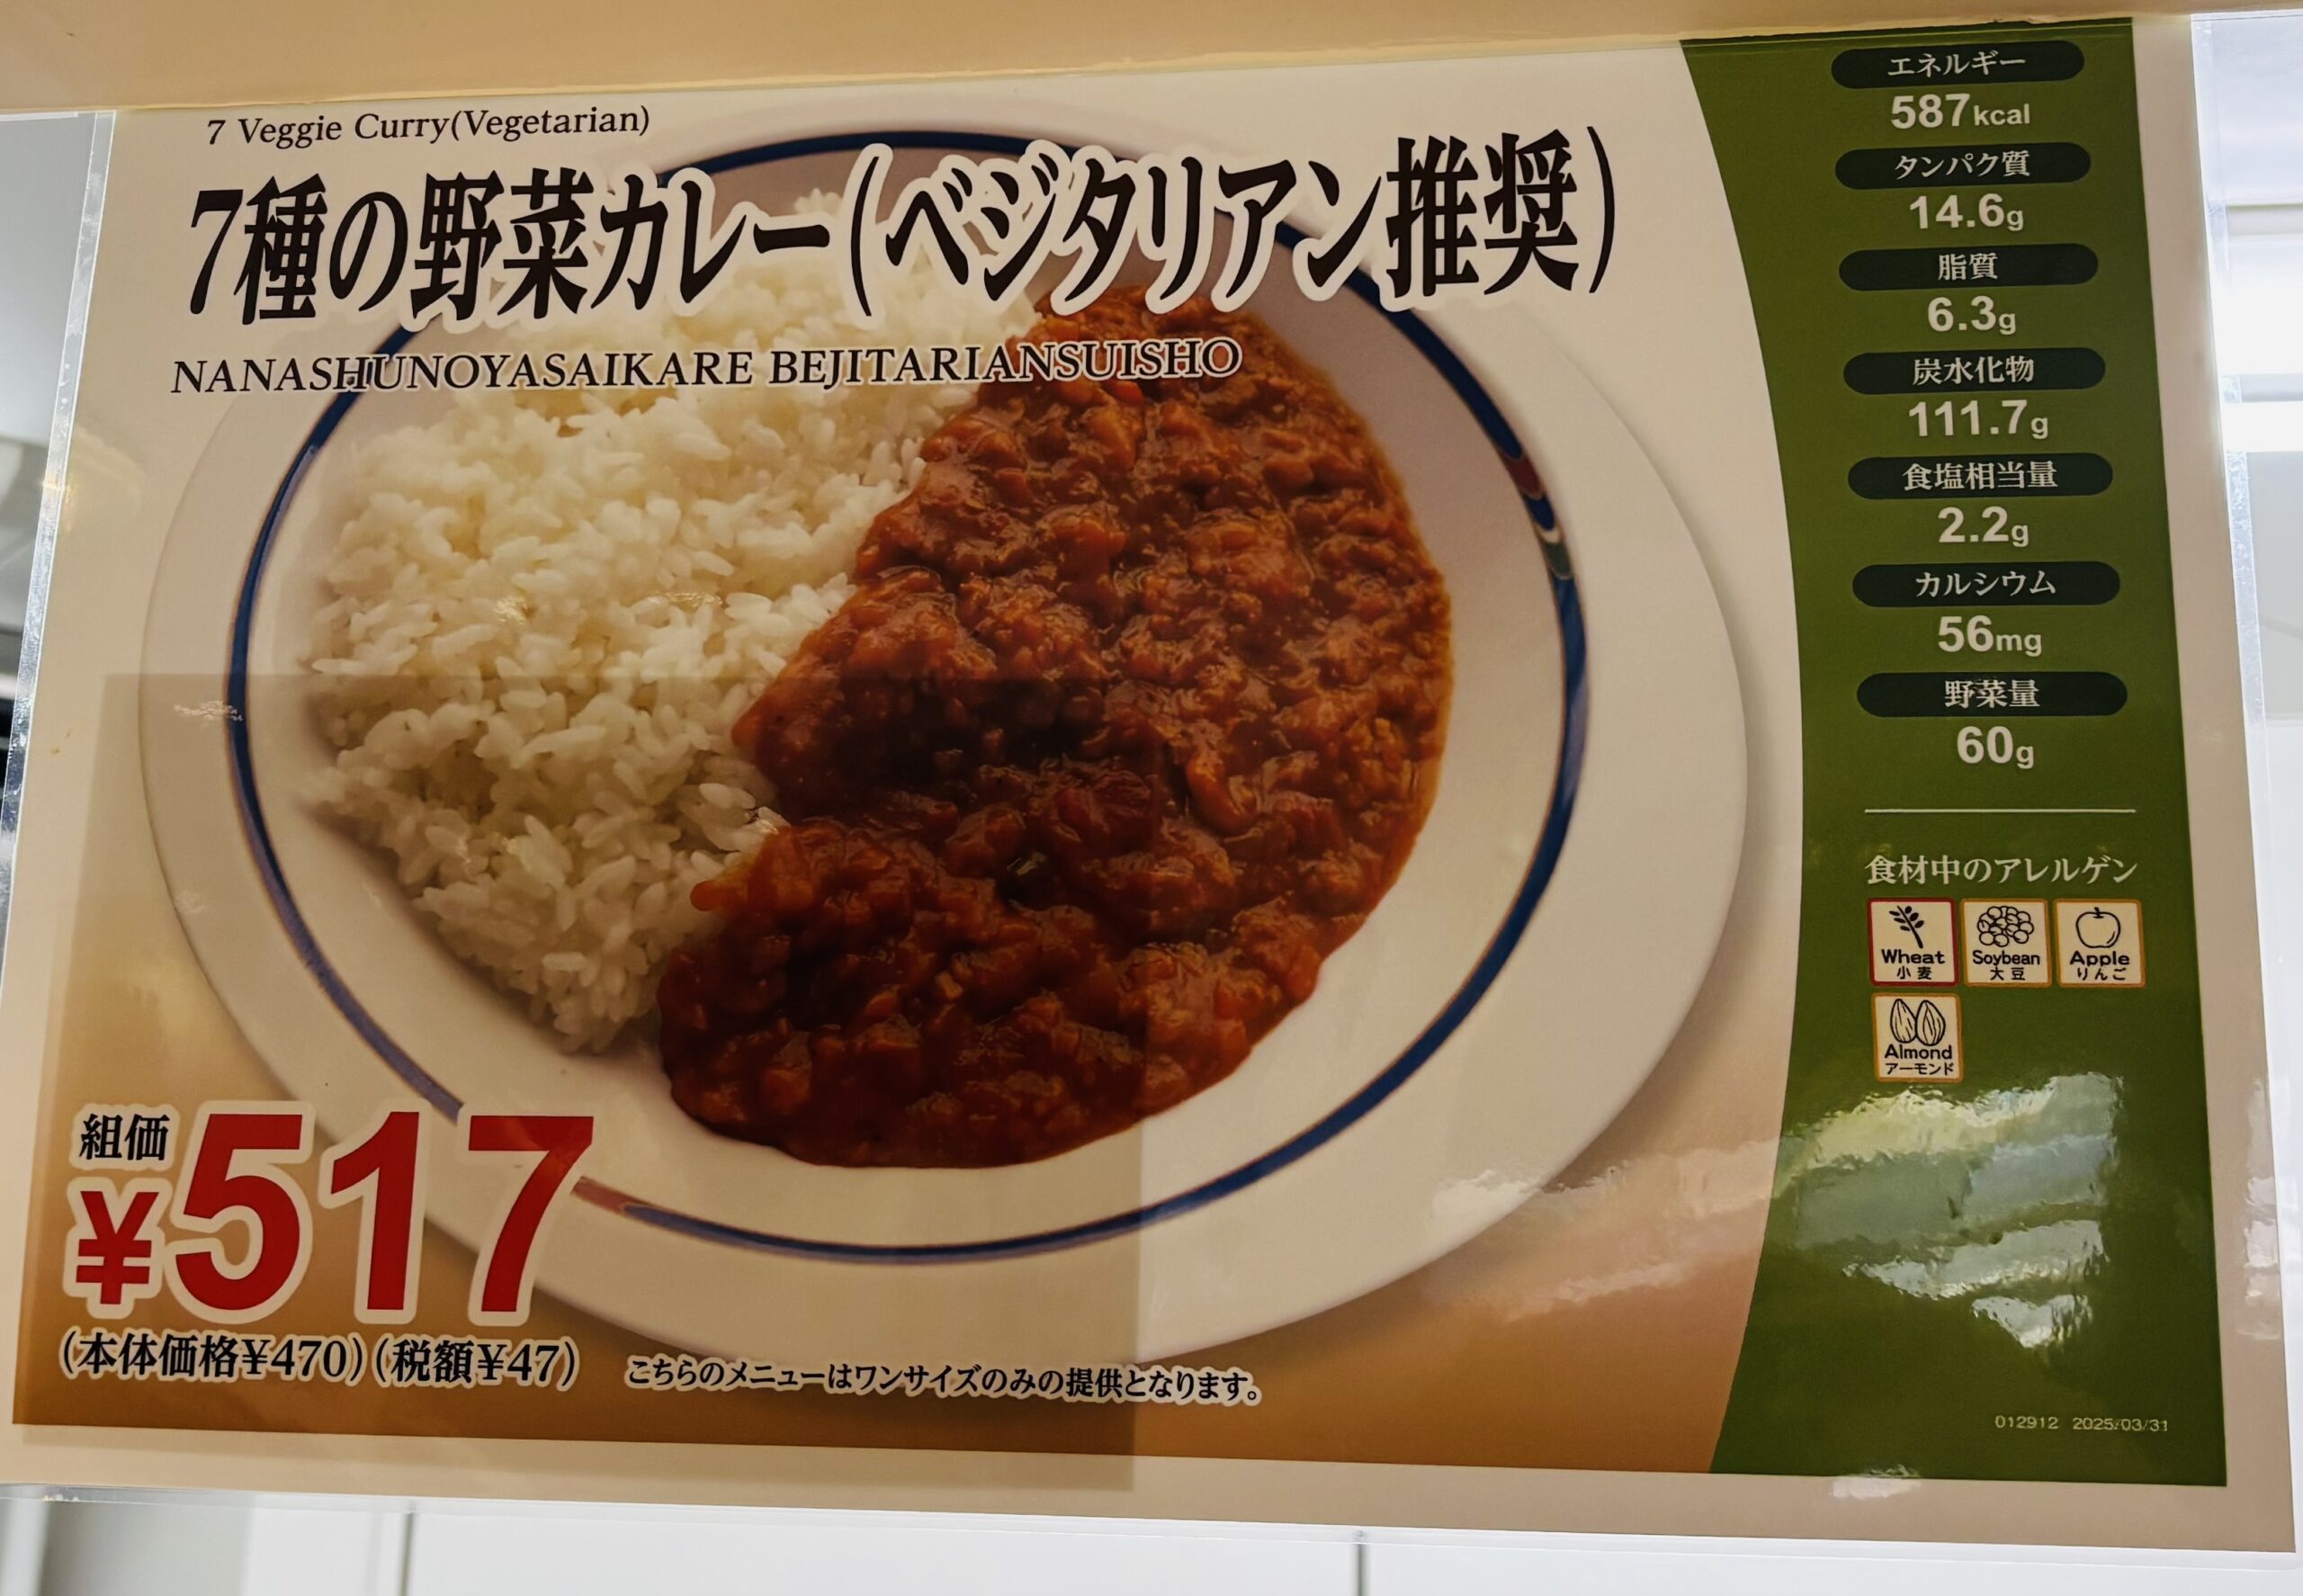 7 Veggie Curry(Vegetarian)
7種の野菜カレー(ベジタリアン推奨)
NANASHUNOYASAIKARE BEJITARIANSUISHO
組価
¥517
(本体価格¥470)(税額¥47)
こちらのメニューはワンサイズのみの提供となります。
エネルギー
587kcal
タンパク質
14.6g
脂質
6.3g
炭水化物
111.7g
食塩相当量
2.2g
カルシウム
56mg
野菜量
60g
食材中のアレルゲン
Wheat
小麦
Soybean
大豆
Apple
りんご
Almond
アーモンド
012912 2025/03/31